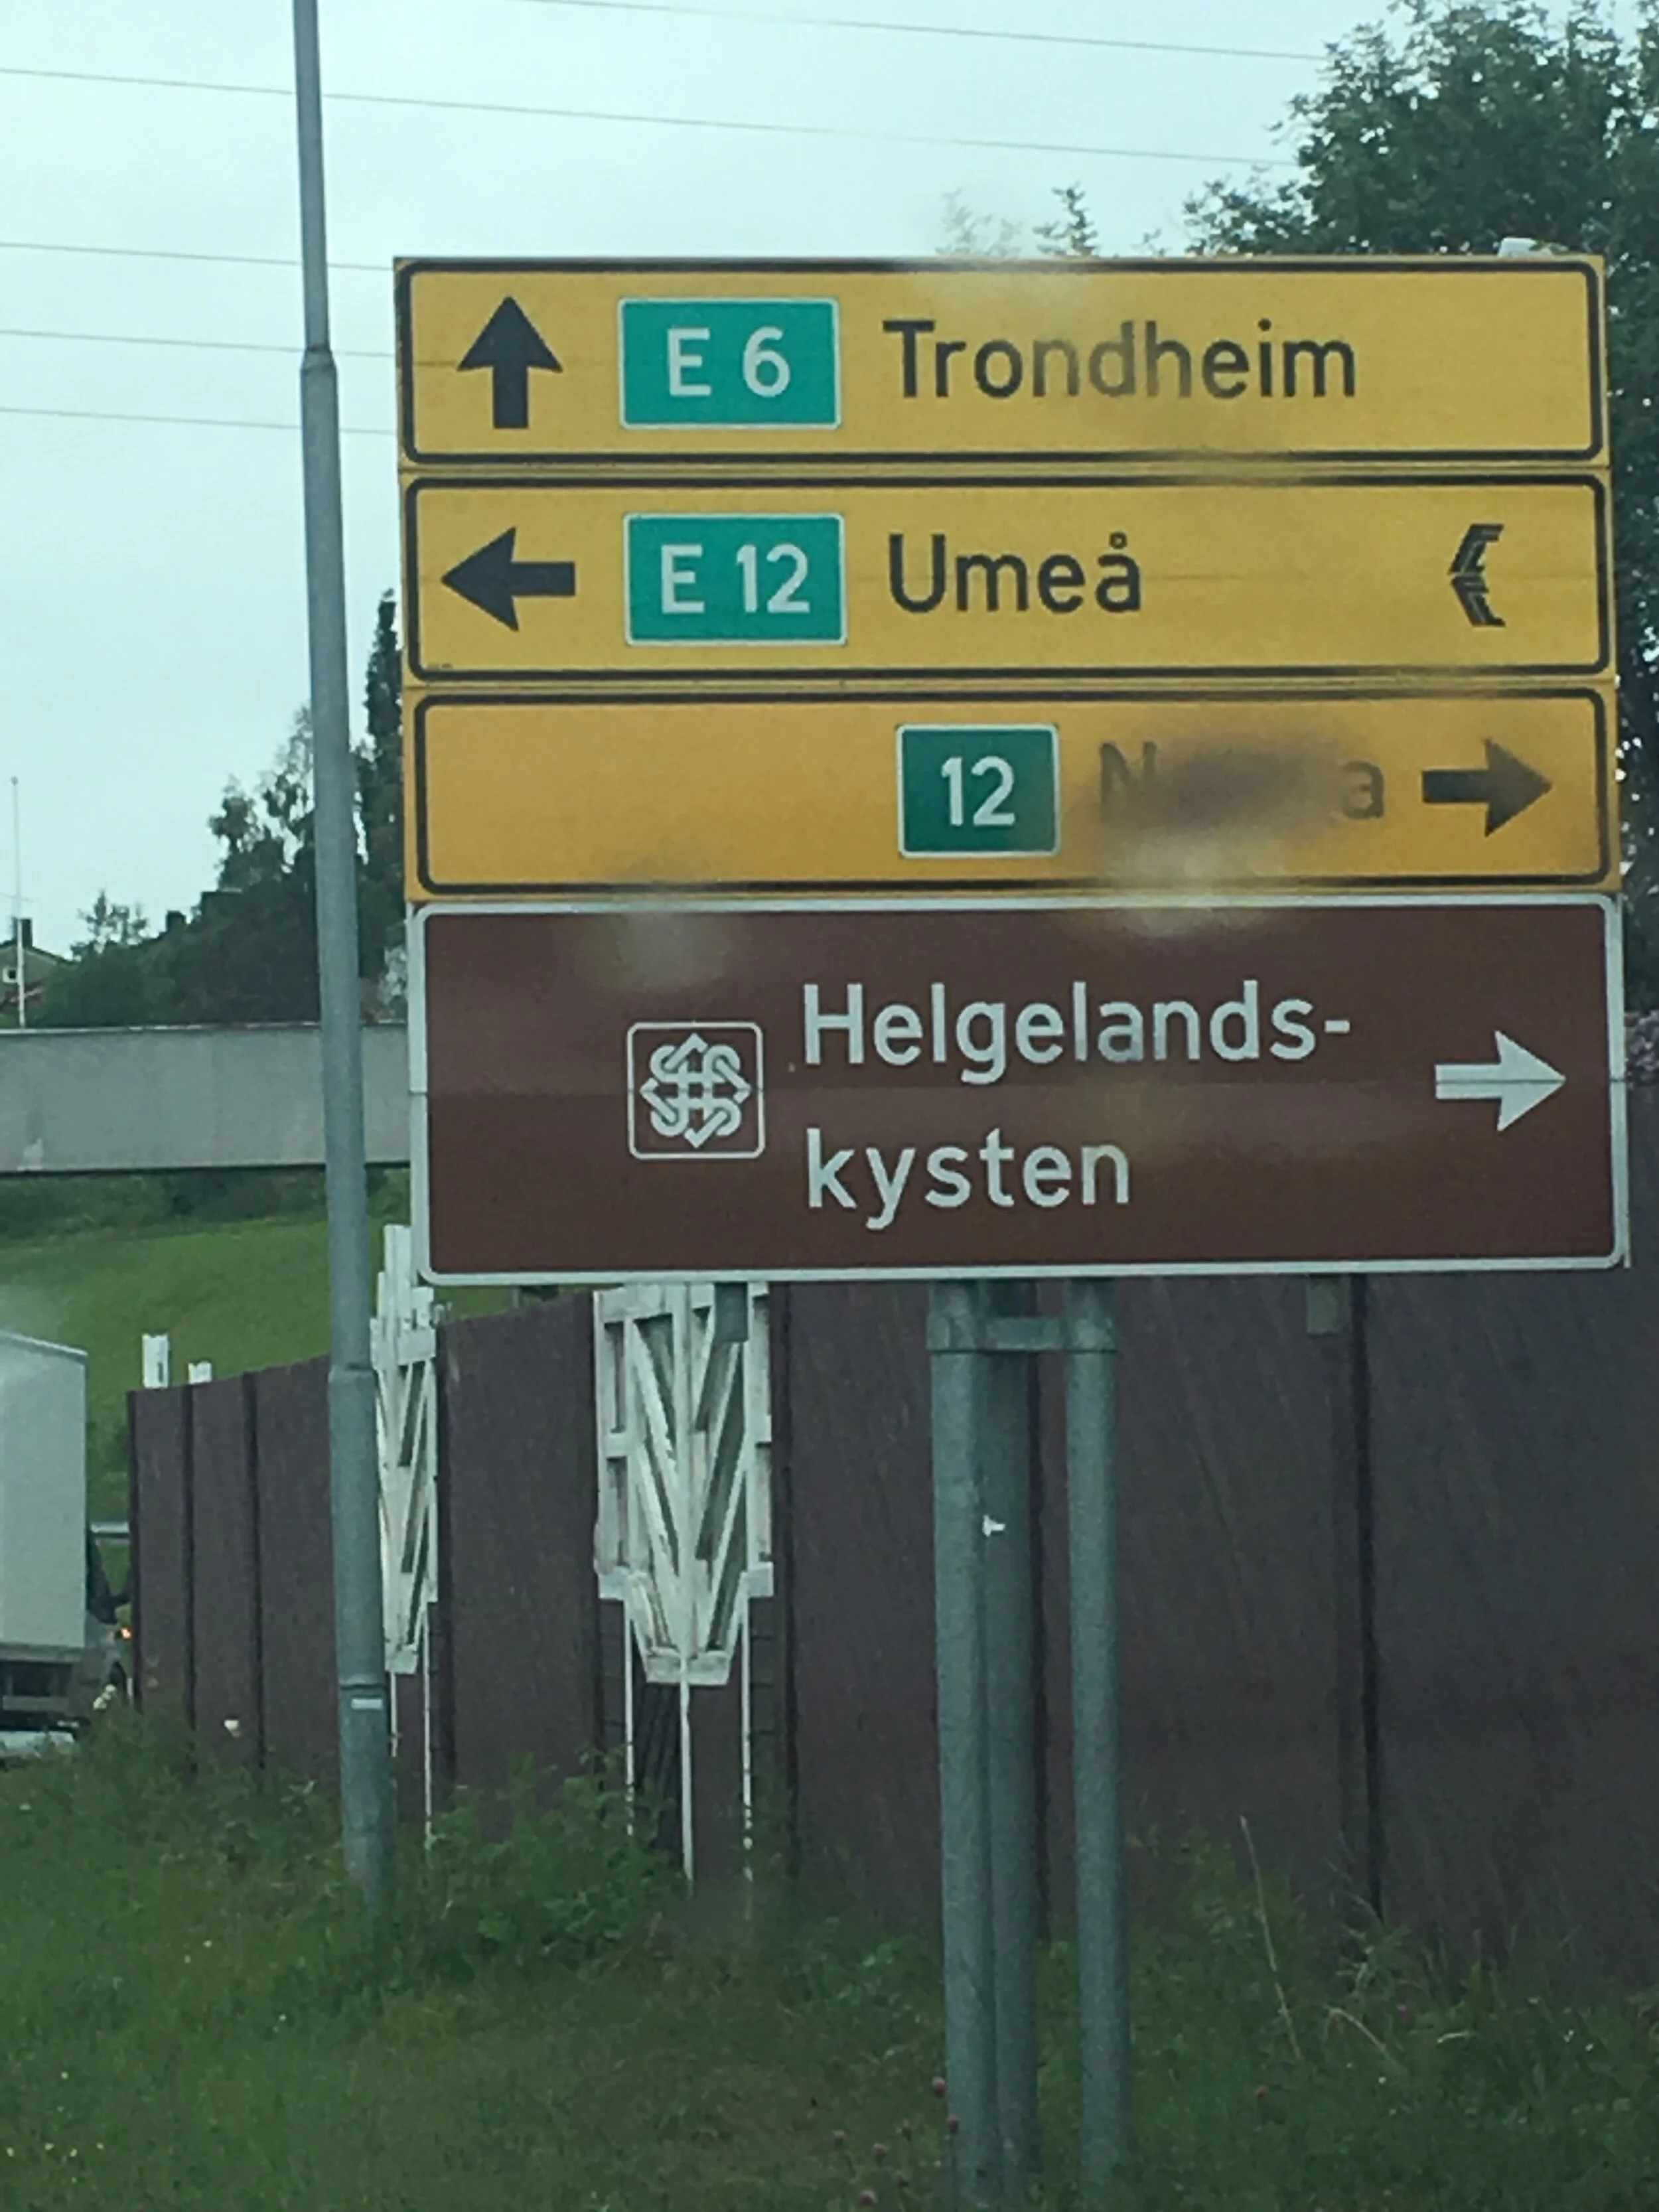 E 6 Trondheim
E 12 Umeå
12
Helgelands-
kysten